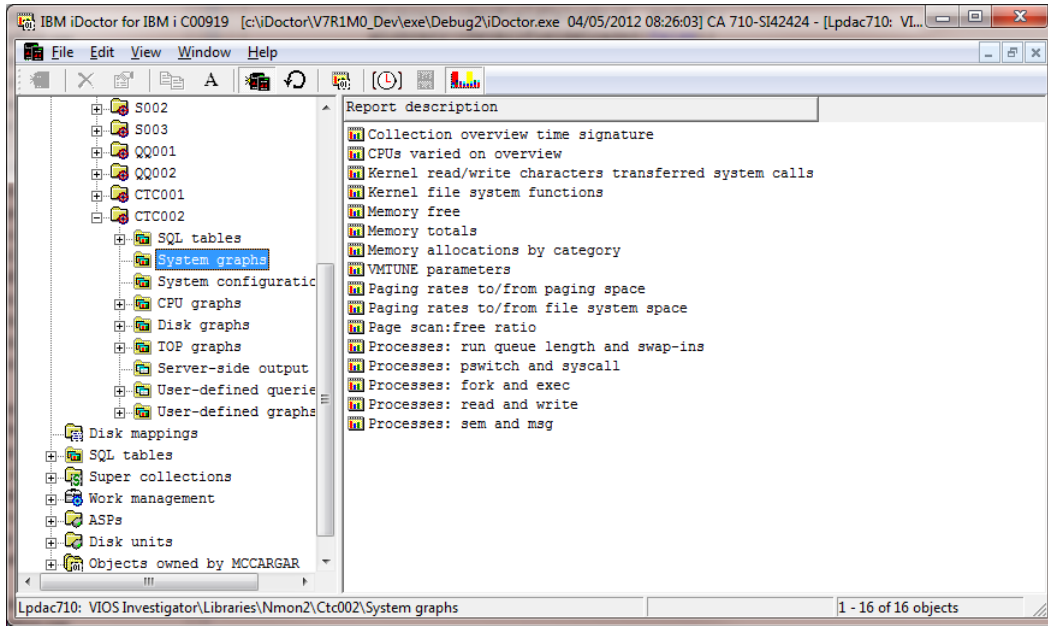 IBM iDoctor for IBM i C00919 [c:\iDoctor\V7R1M0_Dev\exe\Debug2\iDoctor.exe 04/05/2012 08:26:03] CA 710-SI42424 - [Lpdac710: VI...
File Edit View Window Help
A
S002
S003
QQ001
QQ002
CTC001
CTC002
SQL tables
System graphs
System configuratic
CPU graphs
Disk graphs
TOP graphs
Server-side output
User-defined querie
User-defined graphs
Disk mappings
SQL tables
Super collections
Work management
ASPs
Disk units
Objects owned by MCCARGAR
Report description
Collection overview time signature
CPUs varied on overview
Kernel read/write characters transferred system calls
Kernel file system functions
Memory free
Memory totals
Memory allocations by category
VMTUNE parameters
Paging rates to/from paging space
Paging rates to/from file system space
Page scan:free ratio
Processes: run queue length and swap-ins
Processes: pswitch and syscall
Processes: fork and exec
Processes: read and write
Processes: sem and msg
Lpdac710: VIOS Investigator\Libraries\Nmon2\Ctc002\System graphs
1 - 16 of 16 objects